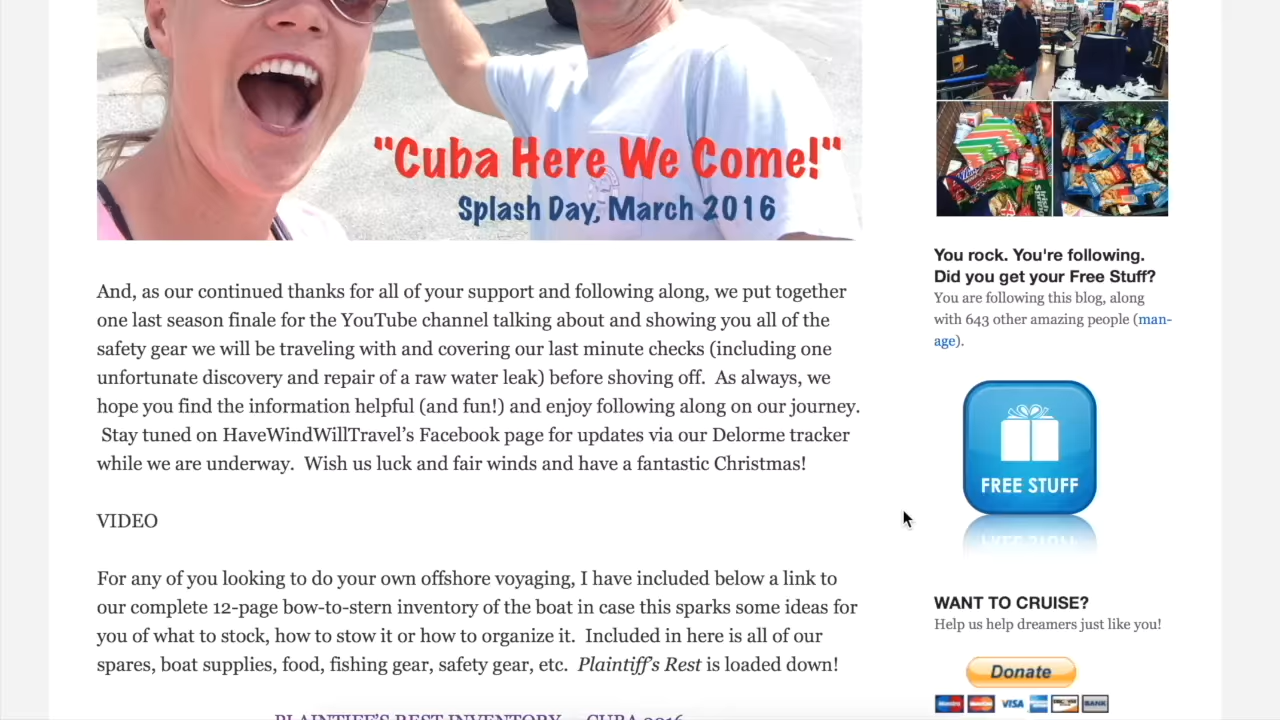 "Cuba Here We Come!"
Splash Day, March 2016
And, as our continued thanks for all of your support and following along, we put together
one last season finale for the YouTube channel talking about and showing you all of the
safety gear we will be traveling with and covering our last minute checks (including one
unfortunate discovery and repair of a raw water leak) before shoving off.  As always, we
hope you find the information helpful (and fun!) and enjoy following along on our journey.
Stay tuned on HaveWindWillTravel’s Facebook page for updates via our Delorme tracker
while we are underway.  Wish us luck and fair winds and have a fantastic Christmas!
VIDEO
For any of you looking to do your own offshore voyaging, I have included below a link to
our complete 12-page bow-to-stern inventory of the boat in case this sparks some ideas for
you of what to stock, how to stow it or how to organize it.  Included in here is all of our
spares, boat supplies, food, fishing gear, safety gear, etc.  Plaintiff’s Rest is loaded down!
PLAINTIFF’S REST INVENTORY — CUBA 2016
You rock. You're following.
Did you get your Free Stuff?
You are following this blog, along
with 643 other amazing people (man-
age).
FREE STUFF
WANT TO CRUISE?
Help us help dreamers just like you!
Donate
VISA
BANK